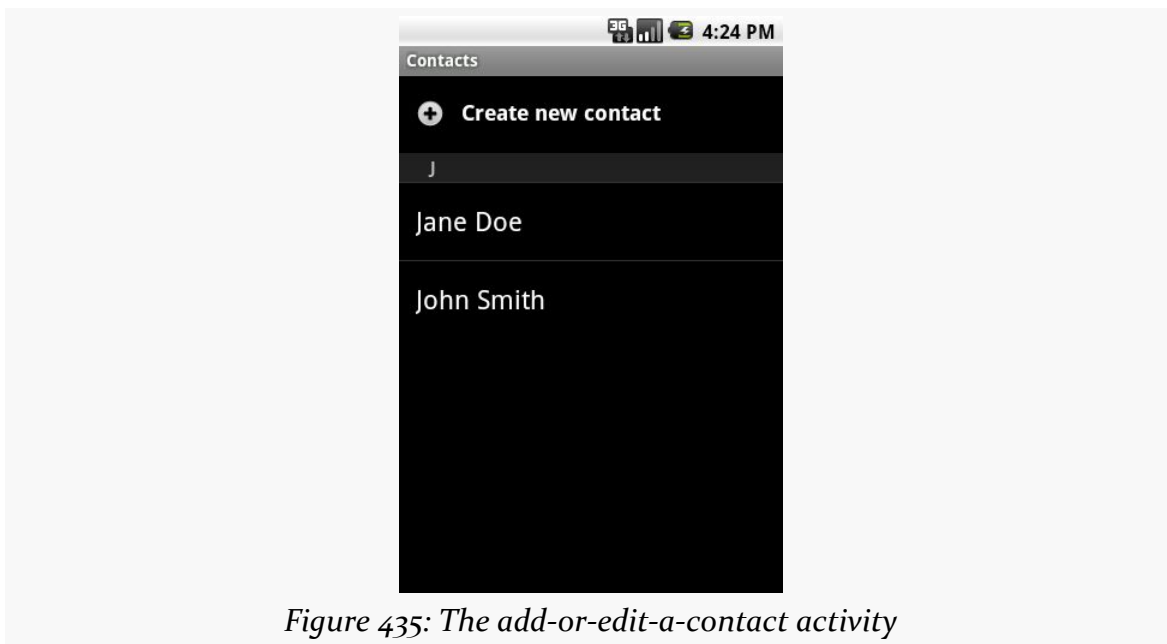 3G 4:24 PM
Contacts
Create new contact
J
Jane Doe
John Smith
Figure 435: The add-or-edit-a-contact activity